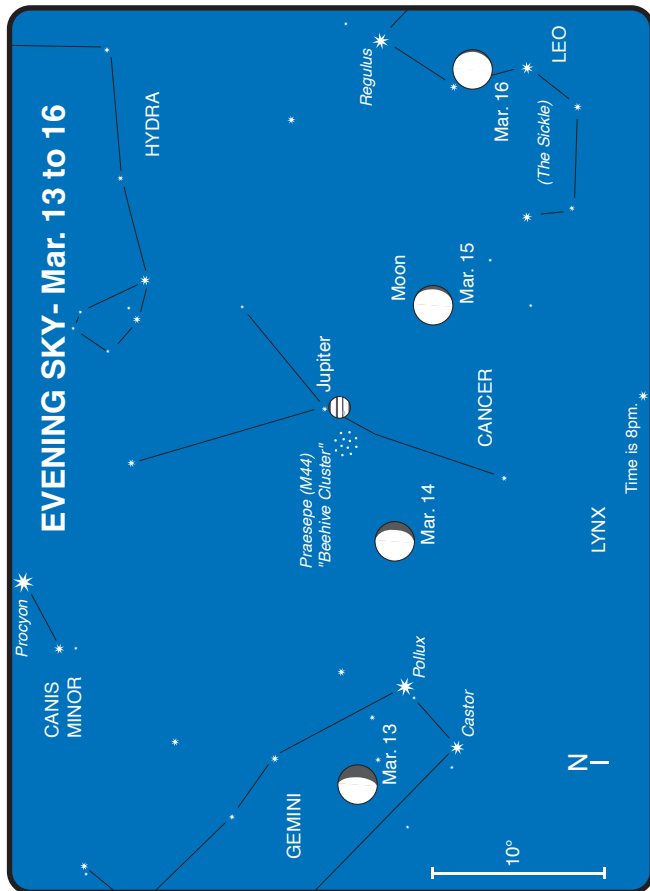 EVENING SKY- Mar. 13 to 16
Procyon
CANIS
MINOR
HYDRA
Regulus
LEO
Mar. 16
(The Sickle)
Moon
Mar. 15
Jupiter
Praesepe (M44)
"Beehive Cluster"
CANCER
Mar. 14
Pollux
Castor
Mar. 13
GEMINI
LYNX
Time is 8pm.
N
10°